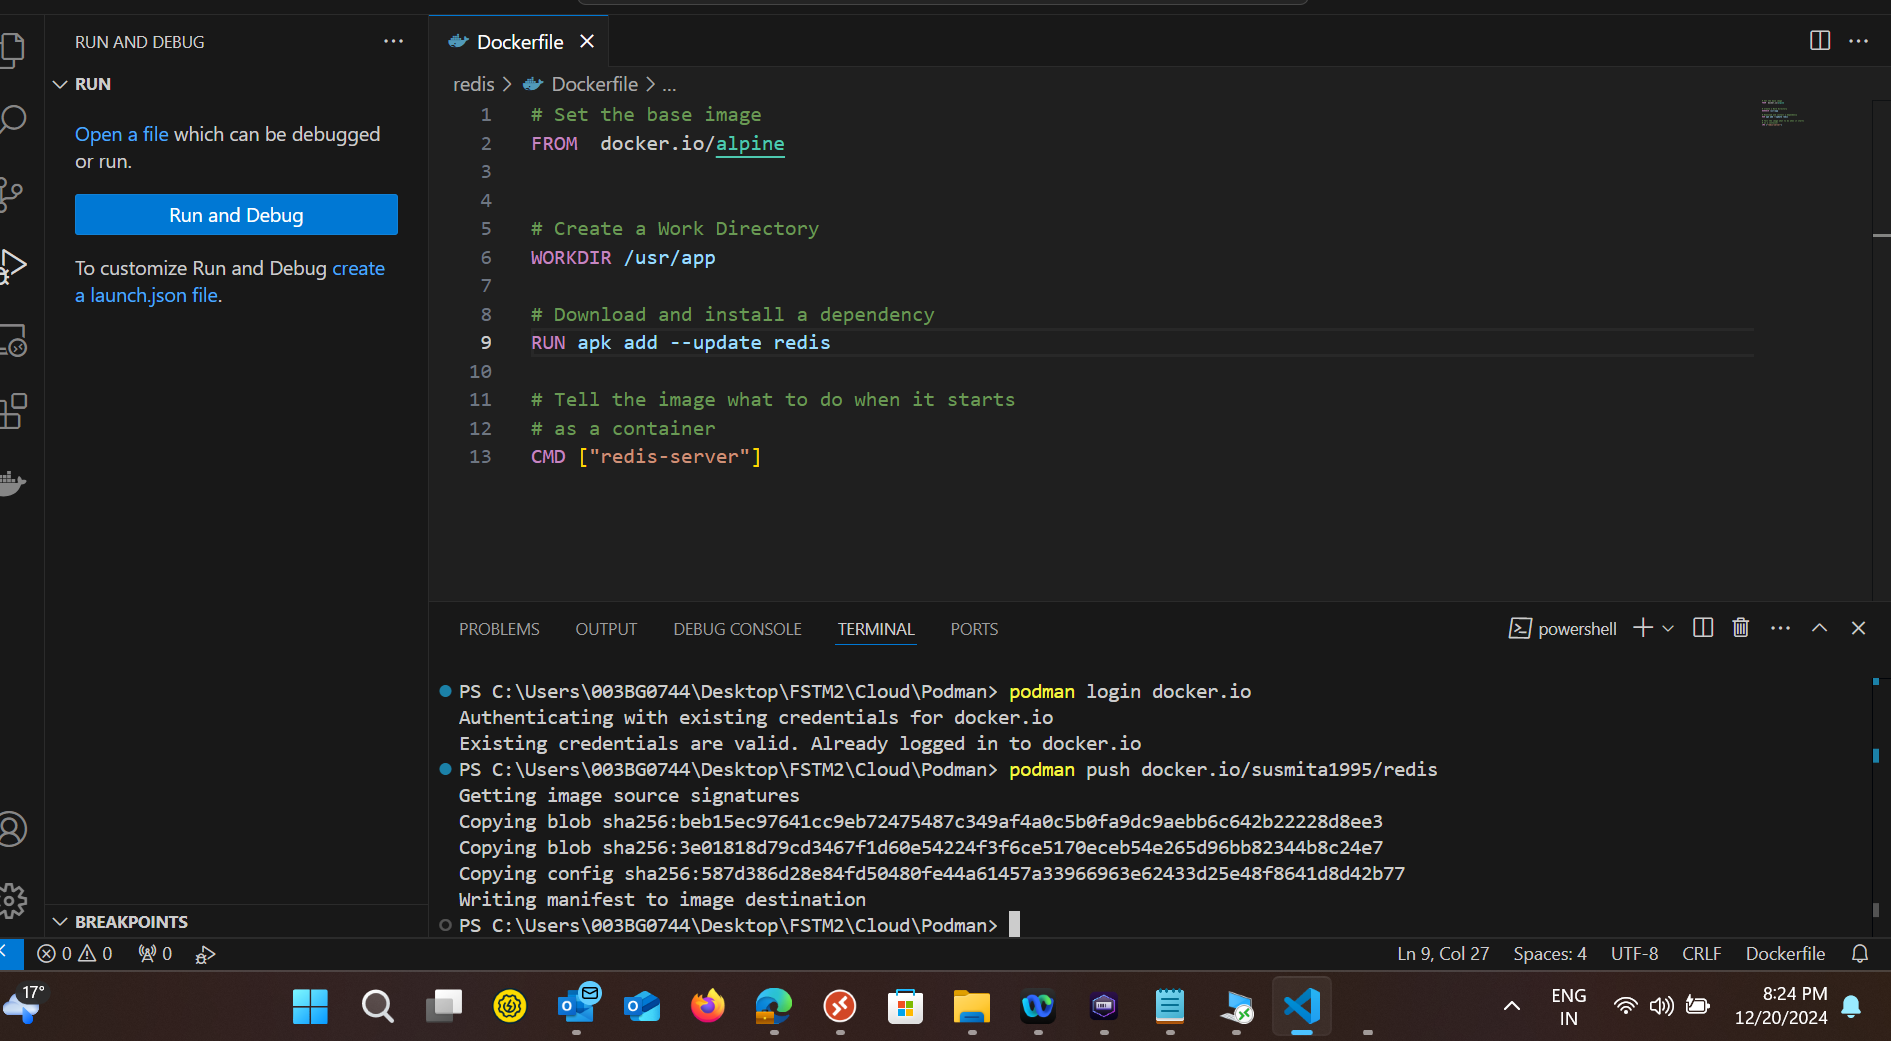 RUN AND DEBUG
RUN
Open a file which can be debugged
or run.
Run and Debug
To customize Run and Debug create
a launch.json file.
BREAKPOINTS
Dockerfile
redis > Dockerfile > ...
1 # Set the base image
2 FROM  docker.io/alpine
3
4
5 # Create a Work Directory
6 WORKDIR /usr/app
7
8 # Download and install a dependency
9 RUN apk add --update redis
10
11 # Tell the image what to do when it starts
12 # as a container
13 CMD ["redis-server"]
PROBLEMS OUTPUT DEBUG CONSOLE TERMINAL PORTS
powershell
PS C:\Users\003BG0744\Desktop\FSTM2\Cloud\Podman> podman login docker.io
Authenticating with existing credentials for docker.io
Existing credentials are valid. Already logged in to docker.io
PS C:\Users\003BG0744\Desktop\FSTM2\Cloud\Podman> podman push docker.io/susmita1995/redis
Getting image source signatures
Copying blob sha256:beb15ec97641cc9eb72475487c349af4a0c5b0fa9dc9aebb6c642b22228d8ee3
Copying blob sha256:3e01818d79cd3467f1d60e54224f3f6ce5170eceb54e265d96bb82344b8c24e7
Copying config sha256:587d386d28e84fd50480fe44a61457a33966963e62433d25e48f8641d8d42b77
Writing manifest to image destination
PS C:\Users\003BG0744\Desktop\FSTM2\Cloud\Podman>
0 0 0
Ln 9, Col 27 Spaces: 4 UTF-8 CRLF Dockerfile
17°
ENG
IN
8:24 PM
12/20/2024